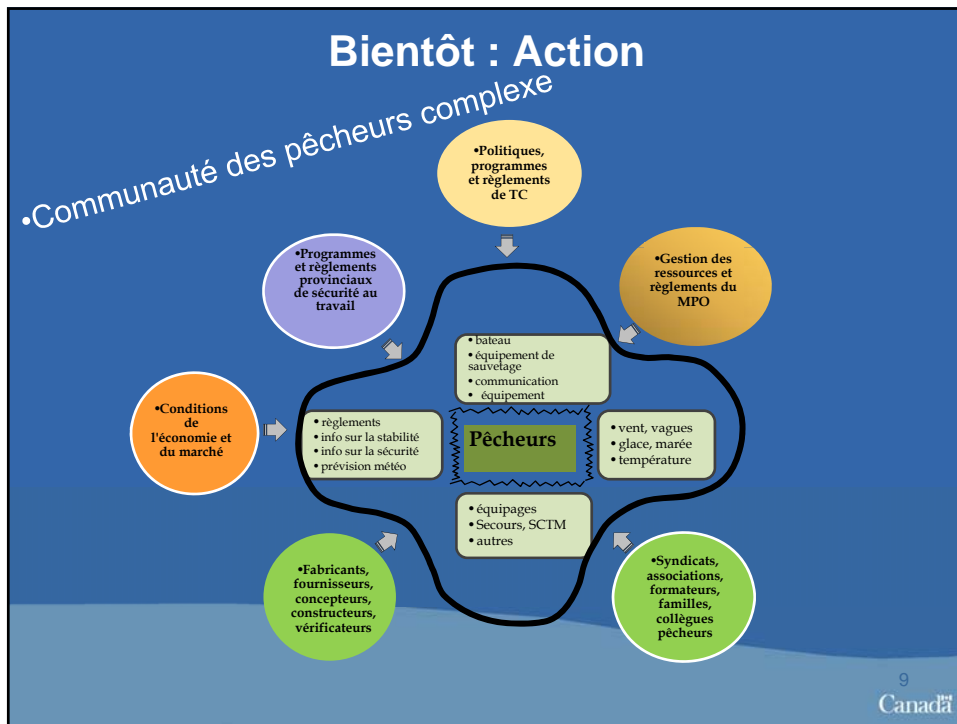 Bientôt : Action
•Communauté des pêcheurs complexe
•Politiques,
programmes
et règlements
de TC
•Programmes
et règlements
provinciaux
de sécurité au
travail
•Gestion des
ressources et
règlements du
MPO
• bateau
• équipement de
sauvetage
• communication
• équipement
•Conditions
de
l'économie et
du marché
• règlements
• info sur la stabilité
• info sur la sécurité
• prévision météo
Pêcheurs
• vent, vagues
• glace, marée
• température
• équipages
• Secours, SCTM
• autres
•Fabricants,
fournisseurs,
concepteurs,
constructeurs,
vérificateurs
•Syndicats,
associations,
formateurs,
familles,
collègues
pêcheurs
9
Canada